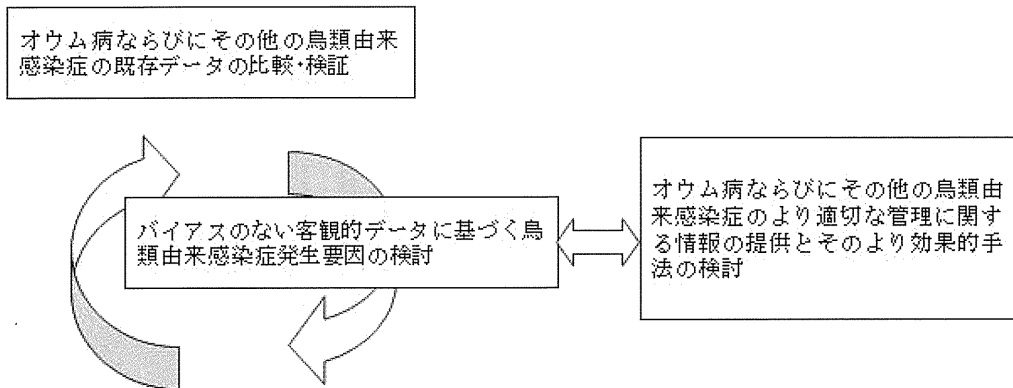 オウム病ならびにその他の鳥類由来
感染症の既存データの比較・検証
バイアスのない客観的データに基づく鳥
類由来感染症発生要因の検討
オウム病ならびにその他の鳥類由
来感染症のより適切な管理に関す
る情報の提供とそのより効果的手
法の検討